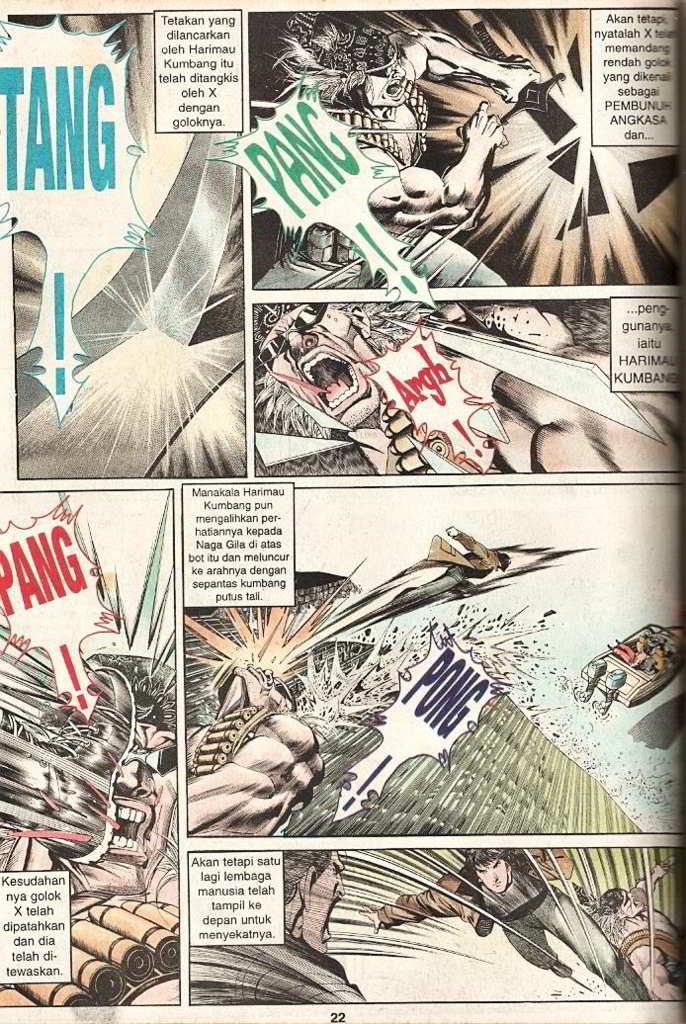 TANG
!
Tetakan yang
dilancarkan
oleh Harimau
Kumbang itu
telah ditangkis
oleh X
dengan
goloknya.
PANG
!
Akan tetapi,
nyatalah X telah
memandang
rendah golok
yang dikenali
sebagai
PEMBUNUH
ANGKASA
dan...
...peng-
gunanya,
iaitu
HARIMAU
KUMBANG
Argh
!
PANG
!
Kesudahan
nya golok
X telah
dipatahkan
dan dia
telah di-
tewaskan.
Manakala Harimau
Kumbang pun
mengalihkan per-
hatiannya kepada
Naga Gila di atas
bot itu dan meluncur
ke arahnya dengan
sepantas kumbang
putus tali.
PONG
!
Akan tetapi satu
lagi lembaga
manusia telah
tampil ke
depan untuk
menyekatnya.
22